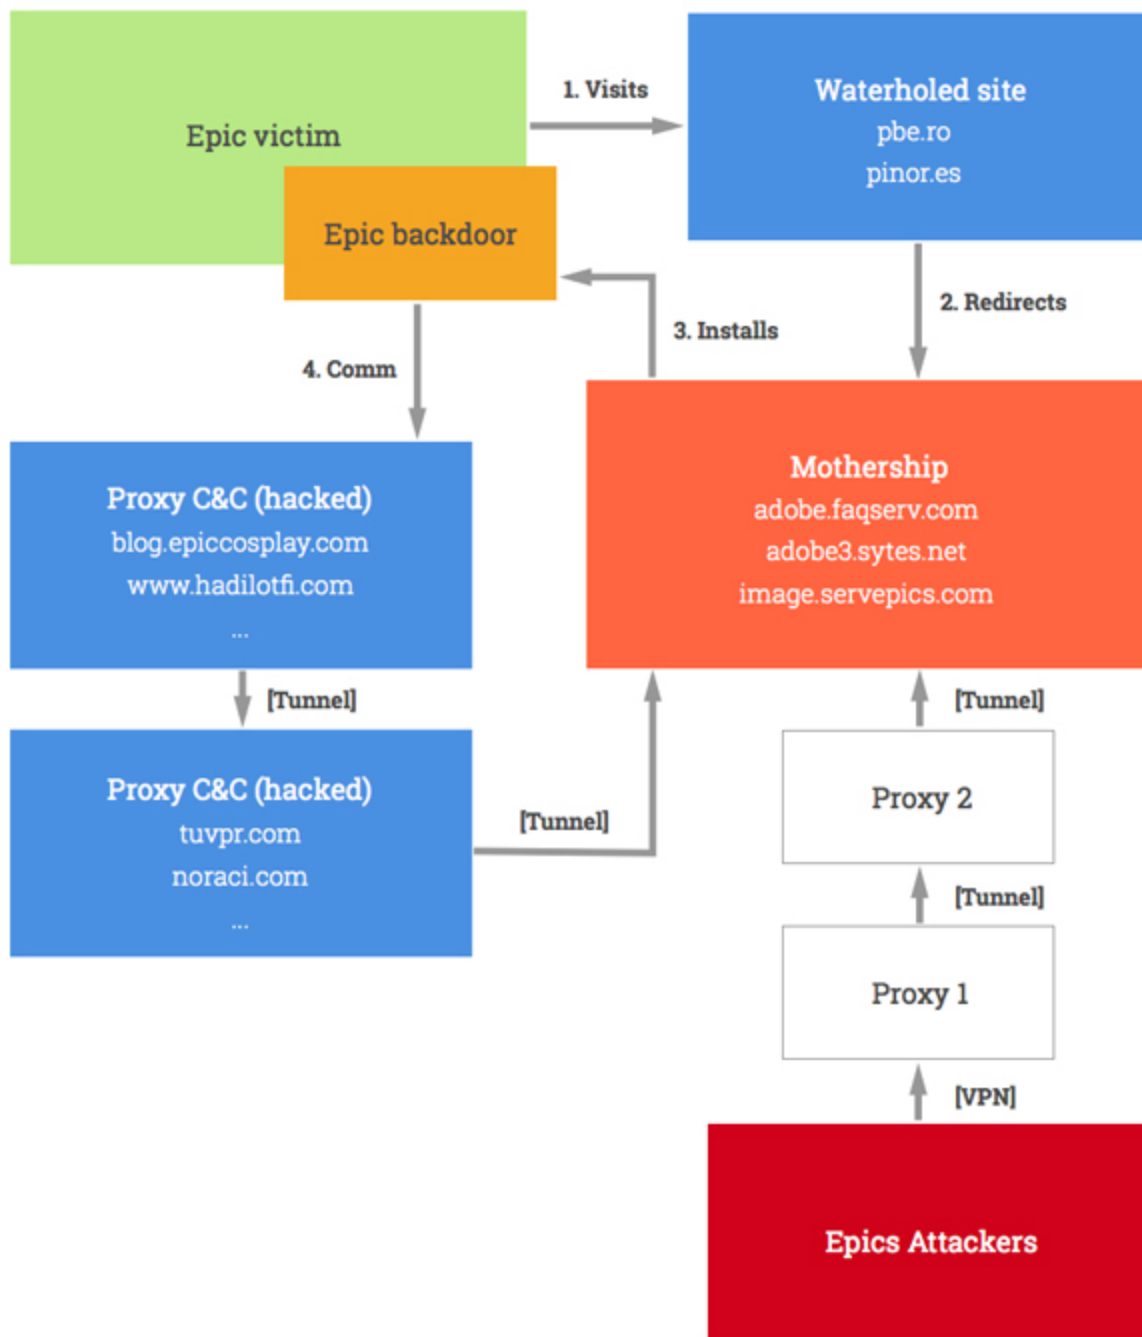 Epic victim
1. Visits
Waterholed site
pbe.ro
pinor.es
Epic backdoor
2. Redirects
3. Installs
4. Comm
Mothership
adobe.faqserv.com
adobe3.sytes.net
image.servepics.com
Proxy C&C (hacked)
blog.epiccosplay.com
www.hadilotfi.com
...
[Tunnel]
Proxy C&C (hacked)
tuvpr.com
noraci.com
...
[Tunnel]
[Tunnel]
Proxy 2
[Tunnel]
Proxy 1
[VPN]
Epics Attackers